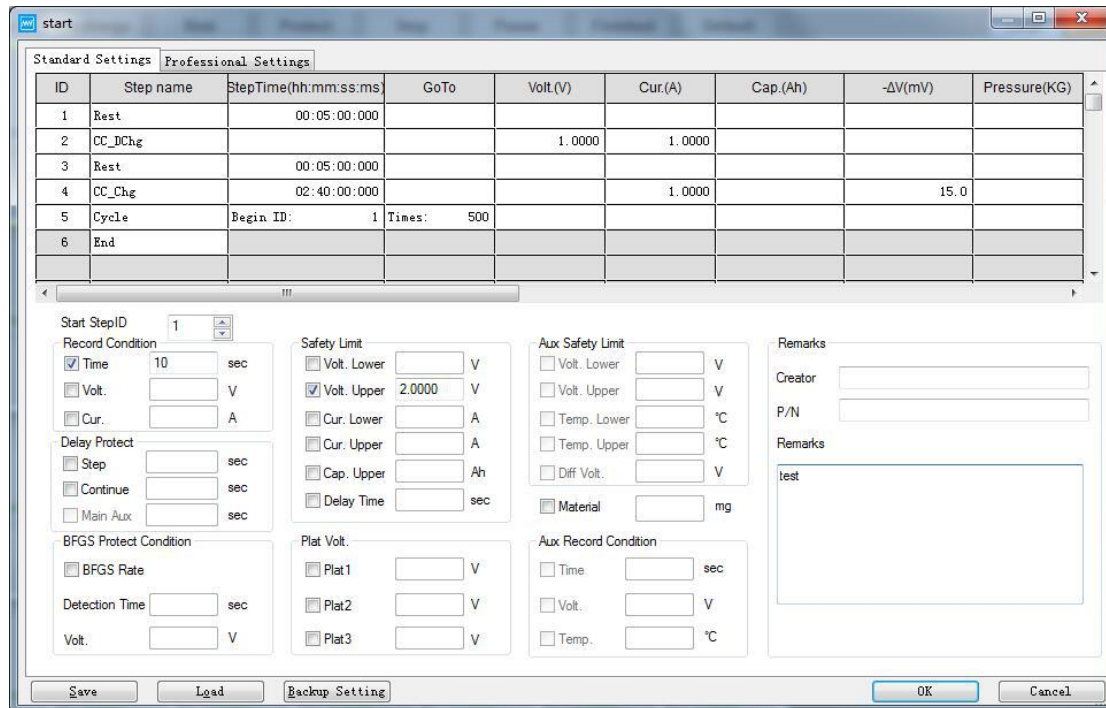 start
Standard Settings Professional Settings
ID Step name StepTime(hh:mm:ss:ms) GoTo Volt.(V) Cur.(A) Cap.(Ah) -ΔV(mV) Pressure(KG)
1 Rest 00:05:00:000
2 CC_DChg 1.0000 1.0000
3 Rest 00:05:00:000
4 CC_Chg 02:40:00:000 1.0000 15.0
5 Cycle Begin ID: 1 Times: 500
6 End
Start StepID 1
Record Condition
Time 10 sec
Volt. V
Cur. A
Delay Protect
Step sec
Continue sec
Main Aux sec
BFGS Protect Condition
BFGS Rate
Detection Time sec
Volt. V
Safety Limit
Volt. Lower V
Volt. Upper 2.0000 V
Cur. Lower A
Cur. Upper A
Cap. Upper Ah
Delay Time sec
Plat Volt.
Plat1 V
Plat2 V
Plat3 V
Aux Safety Limit
Volt. Lower V
Volt. Upper V
Temp. Lower °C
Temp. Upper °C
Diff Volt. V
Material mg
Aux Record Condition
Time sec
Volt. V
Temp. °C
Remarks
Creator
P/N
Remarks
test
Save Load Backup Setting OK Cancel